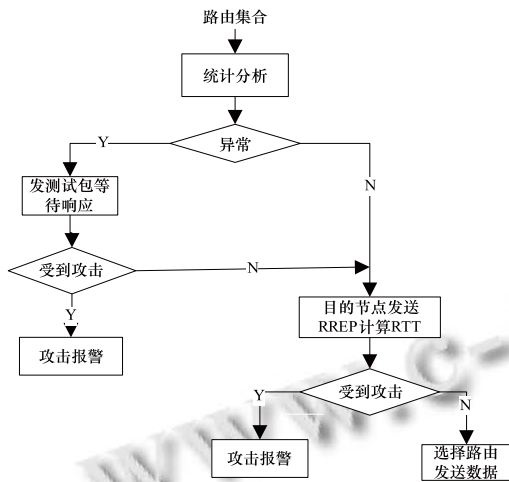 路由集合
统计分析
异常
Y
N
发测试包等
待响应
受到攻击
N
Y
攻击报警
目的节点发送
RREP计算RTT
受到攻击
Y
N
攻击报警
选择路由
发送数据
www.c-